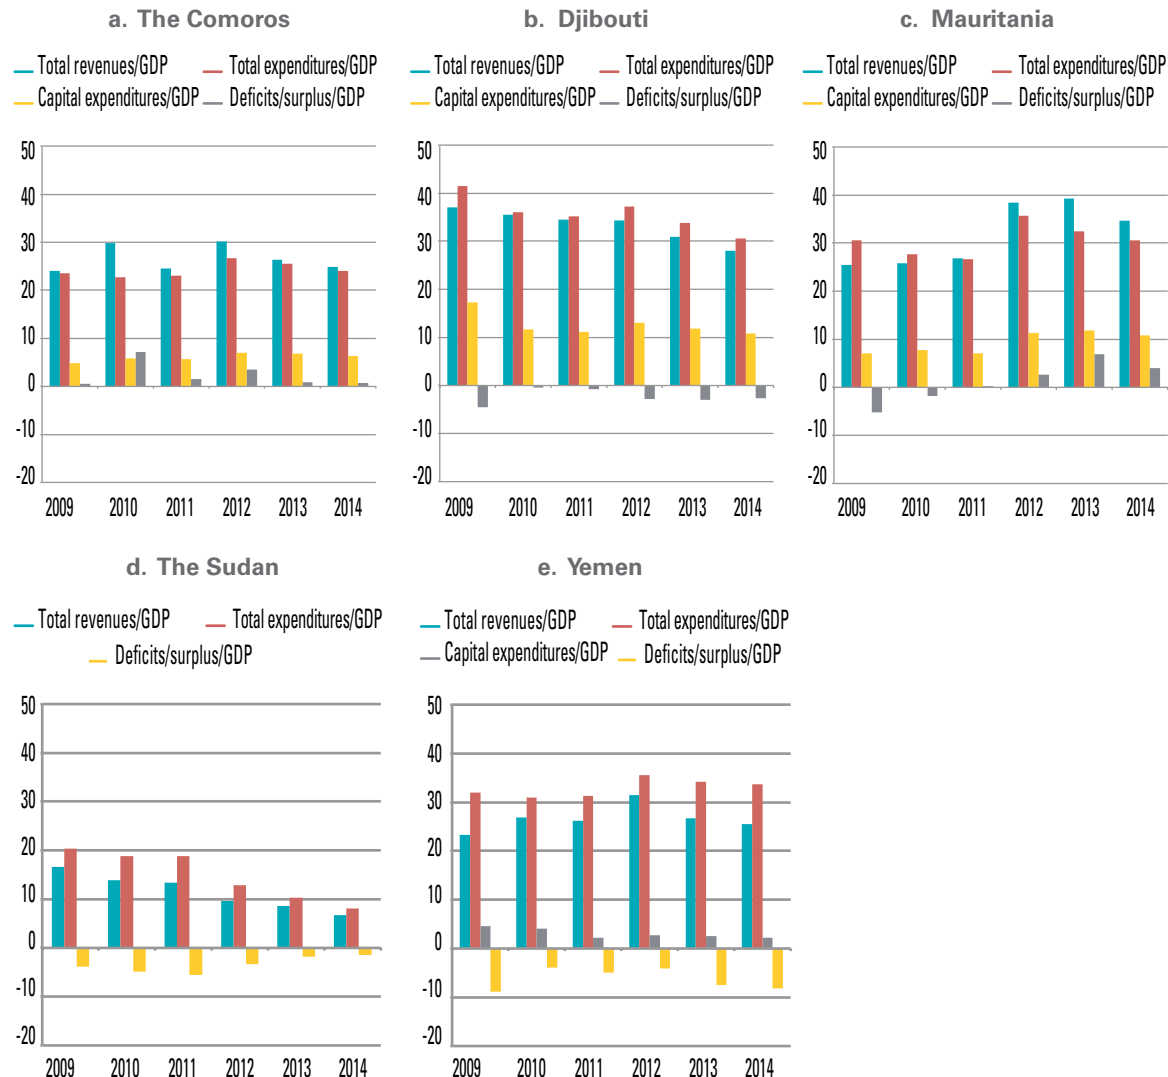 a. The Comoros
Total revenues/GDP Total expenditures/GDP
Capital expenditures/GDP Deficits/surplus/GDP
50
40
30
20
10
0
-10
-20
2009 2010 2011 2012 2013 2014
b. Djibouti
Total revenues/GDP Total expenditures/GDP
Capital expenditures/GDP Deficits/surplus/GDP
50
40
30
20
10
0
-10
-20
2009 2010 2011 2012 2013 2014
c. Mauritania
Total revenues/GDP Total expenditures/GDP
Capital expenditures/GDP Deficits/surplus/GDP
50
40
30
20
10
0
-10
-20
2009 2010 2011 2012 2013 2014
d. The Sudan
Total revenues/GDP Total expenditures/GDP
Deficits/surplus/GDP
50
40
30
20
10
0
-10
-20
2009 2010 2011 2012 2013 2014
e. Yemen
Total revenues/GDP Total expenditures/GDP
Capital expenditures/GDP Deficits/surplus/GDP
50
40
30
20
10
0
-10
-20
2009 2010 2011 2012 2013 2014